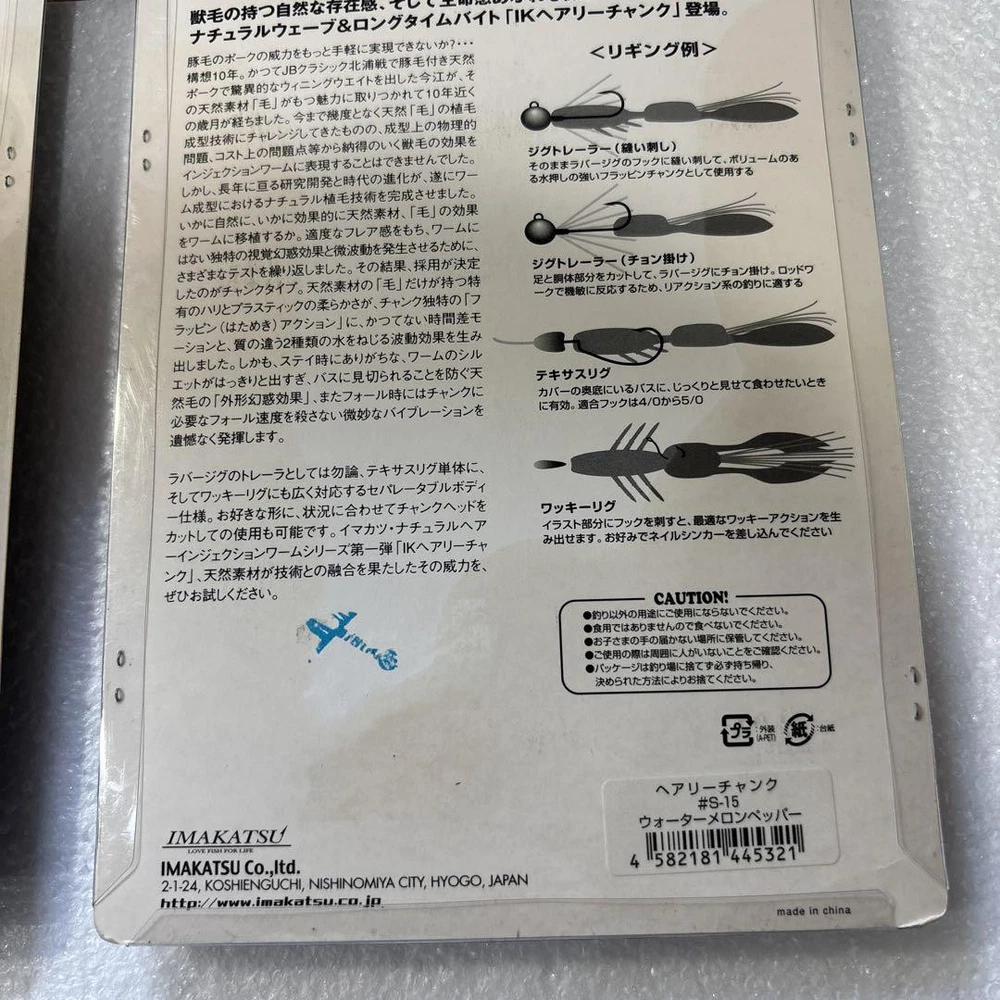 獣毛の持つ自然な存在感、そして生命感
ナチュラルウェーブ&ロングタイムバイト「IKヘアリーチャンク」登場。
豚毛のポークの威力をもっと手軽に実現できないか?・・・
構想10年。かつてJBクラシック北浦戦で豚毛付き天然
ポークで驚異的なウィニングウエイトを出した今江が、そ
の天然素材「毛」がもつ魅力に取りつかれて10年近く
の歳月が経ちました。今まで幾度となく天然「毛」の植毛
成型技術にチャレンジしてきたものの、成型上の物理的
問題、コスト上の問題点等から納得のいく獣毛の効果を
インジェクションワームに表現することはできませんでした。
しかし、長年に亘る研究開発と時代の進化が、遂にワー
ム成型におけるナチュラル植毛技術を完成させました。
いかに自然に、いかに効果的に天然素材、「毛」の効果
をワームに移植するか。適度なフレア感をもち、ワームに
はない独特の視覚幻惑効果と微波動を発生させるために、
さまざまなテストを繰り返しました。その結果、採用が決定
したのがチャンクタイプ。天然素材の「毛」だけが持つ特
有のハリとプラスティックの柔らかさが、チャンク独特の「フ
ラッピン（はためき）アクション」に、かつてない時間差モ
ーションと、質の違う2種類の水をねじる波動効果を生み
出しました。しかも、ステイ時にありがちな、ワームのシル
エットがはっきりと出すぎ、バスに見切られることを防ぐ天
然毛の「外形幻惑効果」、またフォール時にはチャンクに
必要なフォール速度を殺さない微妙なバイブレーションを
遺憾なく発揮します。
ラバージグのトレーラとしては勿論、テキサスリグ単体に、
そしてワッキーリグにも広く対応するセパレータブルボディ
ー仕様。お好きな形に、状況に合わせてチャンクヘッドを
カットしての使用も可能です。イマカツ・ナチュラルヘア
ーインジェクションワームシリーズ第一弾「IKヘアリーチャ
ンク」、天然素材が技術との融合を果たしたその威力を、
ぜひお試しください。
＜リギング例＞
ジグトレーラー（縫い刺し）
そのままラバージグのフックに縫い刺して、ボリュームのあ
る水押しの強いフラッピンチャンクとして使用する
ジグトレーラー（チョン掛け）
足と胴体部分をカットして、ラバージグにチョン掛け。ロッドワ
ークで機敏に反応するため、リアクション系の釣りに適する
テキサスリグ
カバーの奥底にいるバスに、じっくりと見せて食わせたいとき
に有効。適合フックは4/0から5/0
ワッキーリグ
イラスト部分にフックを刺すと、最適なワッキーアクションを生
み出せます。お好みでネイルシンカーを差し込んでください
CAUTION!
●釣り以外の用途にご使用にならないでください。
●食用ではありませんので食べないでください。
●お子さまの手の届かない場所に保管してください。
●ご使用の際は周囲に人がいないことをご確認ください。
●パッケージは釣り場に捨てず必ず持ち帰り、
決められた方法によりお捨てください。
プラ :外装 (A-PET) 紙 :台紙
ヘアリーチャンク
#S-15
ウォーターメロンペッパー
4 582181 445321
IMAKATSU
LOVE FISH FOR LIFE
IMAKATSU Co.,ltd.
2-1-24, KOSHIENGUCHI, NISHINOMIYA CITY, HYOGO, JAPAN
http://www.imakatsu.co.jp
made in china